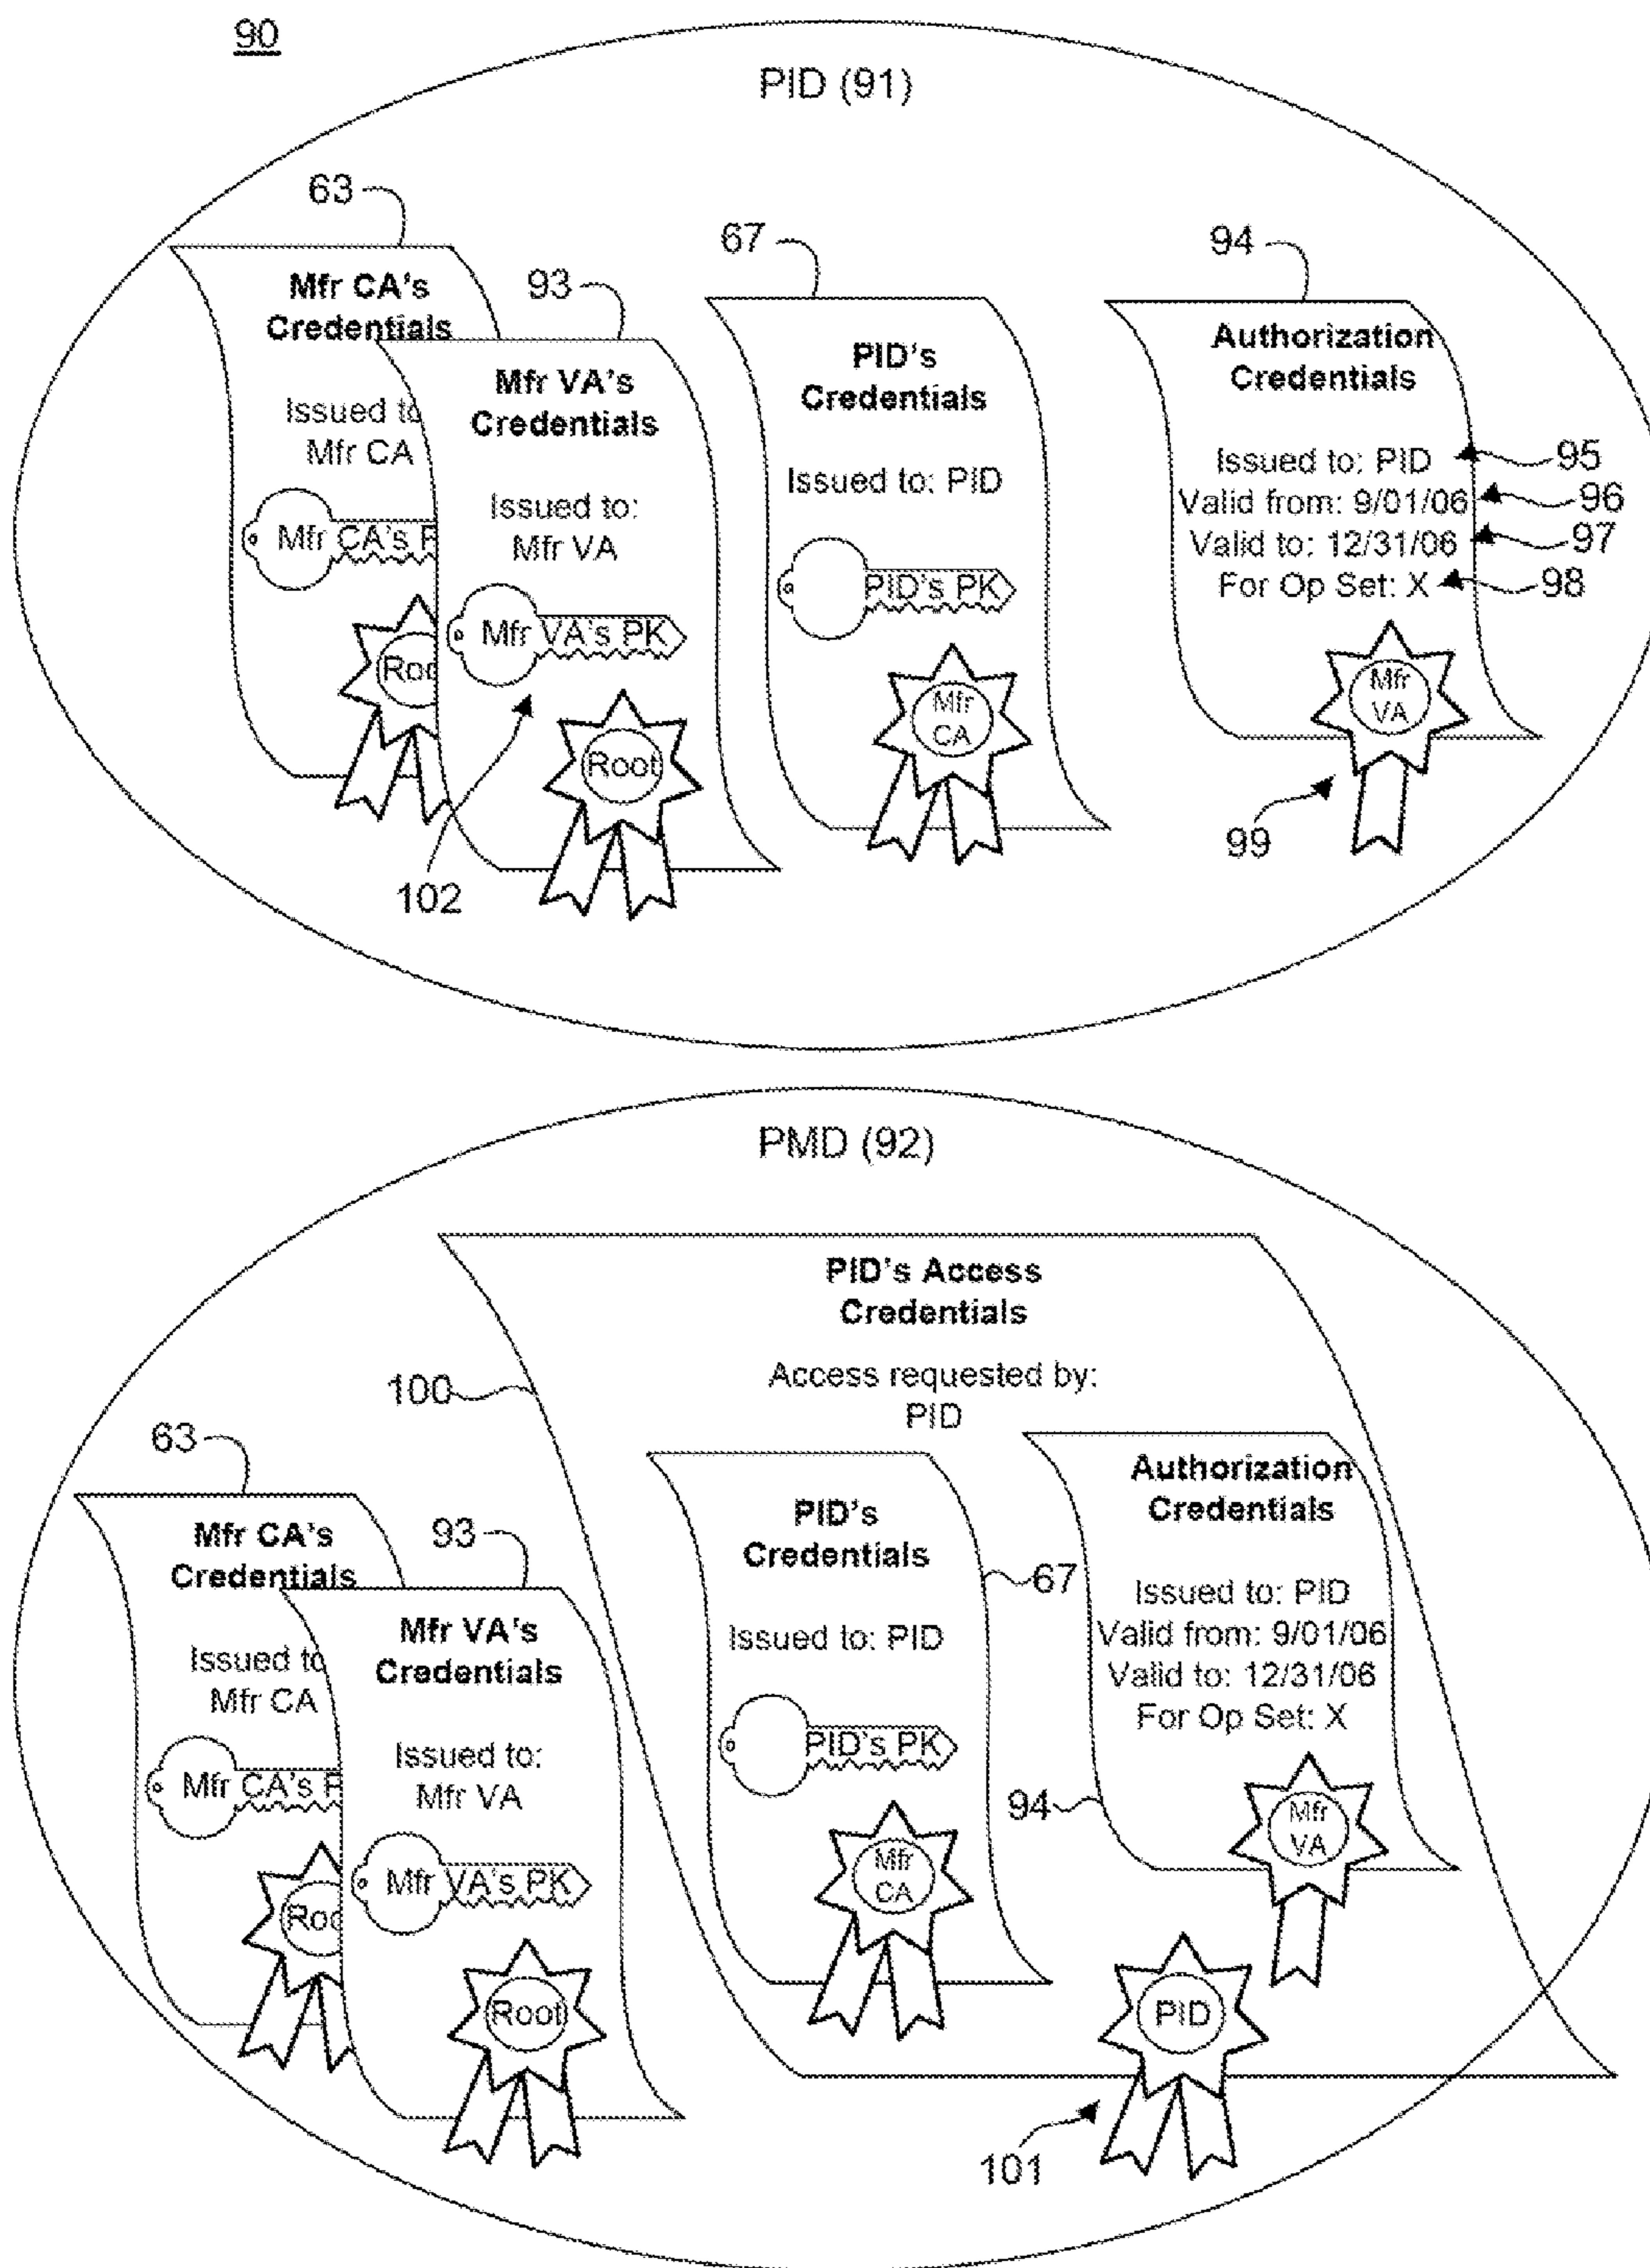 90
PID (91)
63
67
94
93
Mfr CA's
Credentials
Issued to
Mfr CA
Mfr CA's P
Roo
Mfr VA's
Credentials
Issued to:
Mfr VA
Mfr VA's PK
Root
102
PID's
Credentials
Issued to: PID
PID's PK
Mfr
CA
Authorization
Credentials
Issued to: PID
95
Valid from: 9/01/06
96
Valid to: 12/31/06
97
For Op Set: X
98
Mfr
VA
99
PMD (92)
PID's Access
Credentials
Access requested by:
PID
100
63
93
Mfr CA's
Credentials
Issued to
Mfr CA
Mfr CA's P
Roo
Mfr VA's
Credentials
Issued to:
Mfr VA
Mfr VA's PK
Root
PID's
Credentials
67
Issued to: PID
PID's PK
Mfr
CA
Authorization
Credentials
Issued to: PID
Valid from: 9/01/06
Valid to: 12/31/06
For Op Set: X
94
Mfr
VA
PID
101